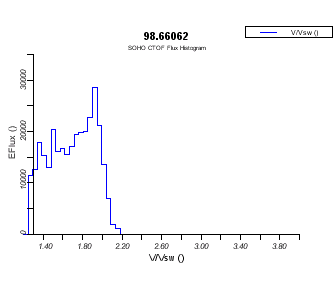 V/Vsw ()
98.66062
SOHO CTOF Flux Histogram
30000
20000
10000
0
EFlux ()
1.40 1.80 2.20 2.60 3.00 3.40 3.80
V/Vsw ()